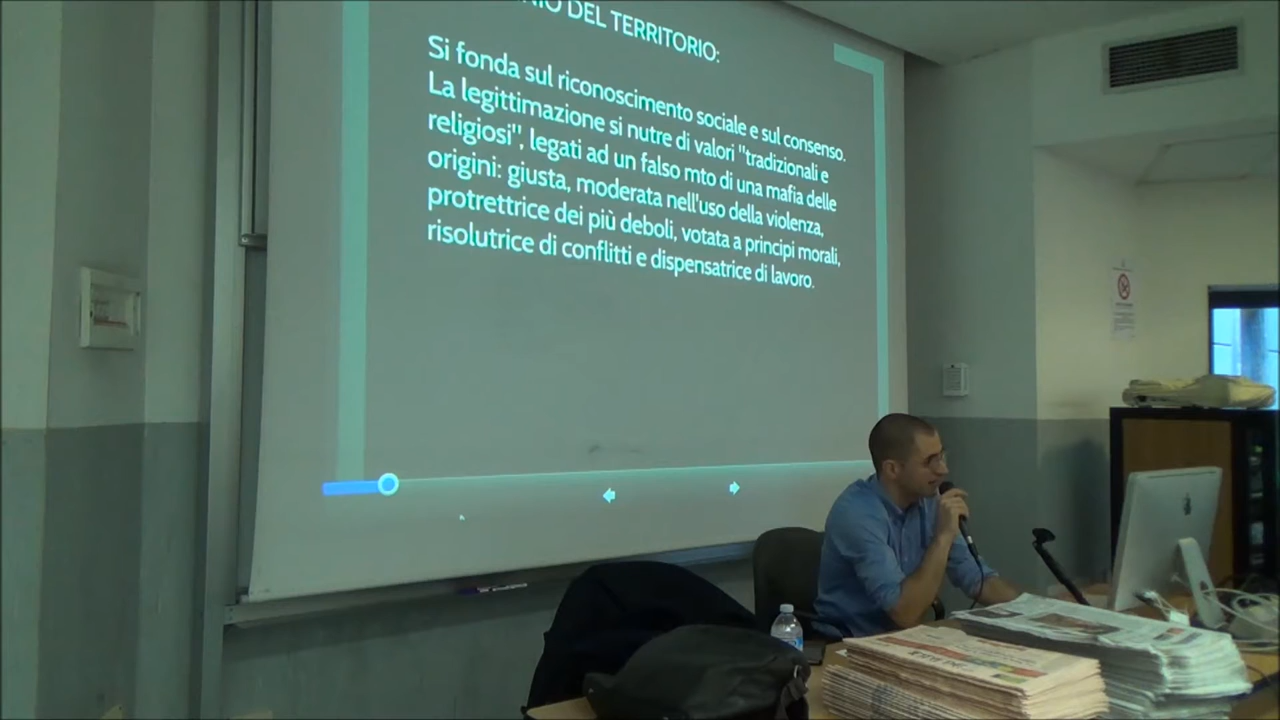 DEL TERRITORIO:
Si fonda sul riconoscimento sociale e sul consenso.
La legittimazione si nutre di valori "tradizionali e
religiosi", legati ad un falso mto di una mafia delle
origini: giusta, moderata nell'uso della violenza,
protrettrice dei più deboli, votata a principi morali,
risolutrice di conflitti e dispensatrice di lavoro.